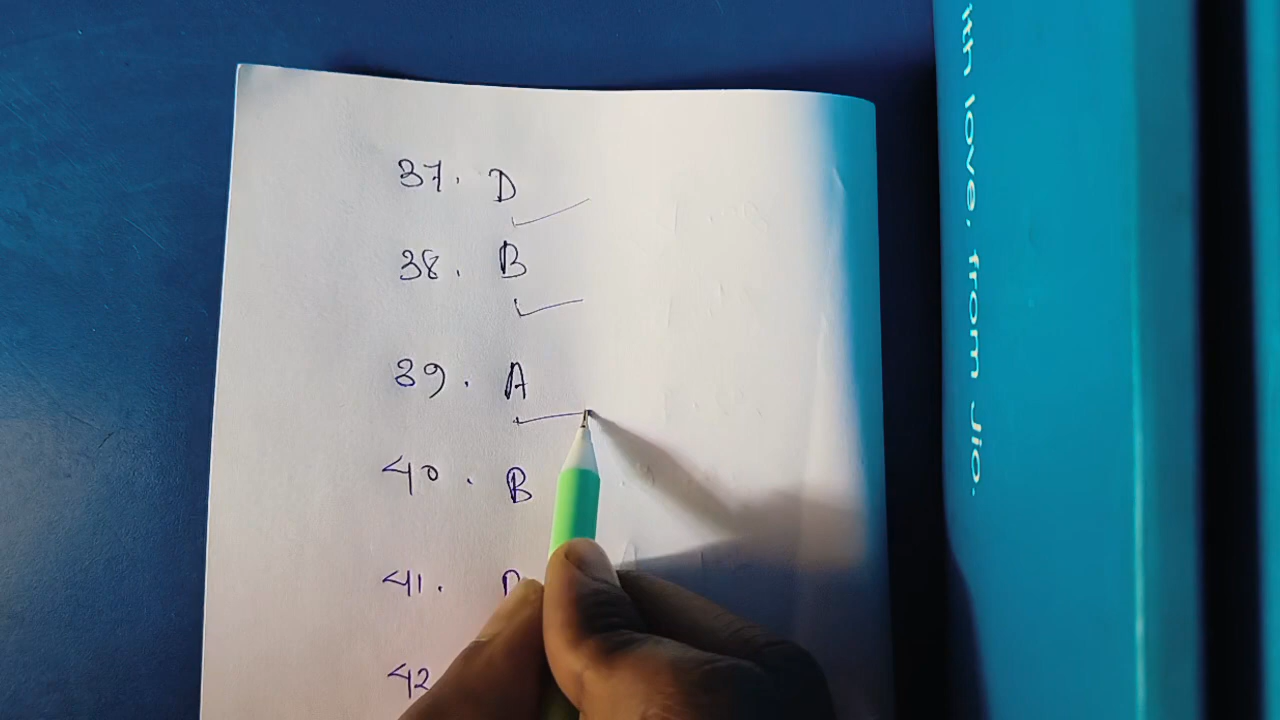 37. D
38. B
39. A
40. B
41.
42
ith love, from Jio.